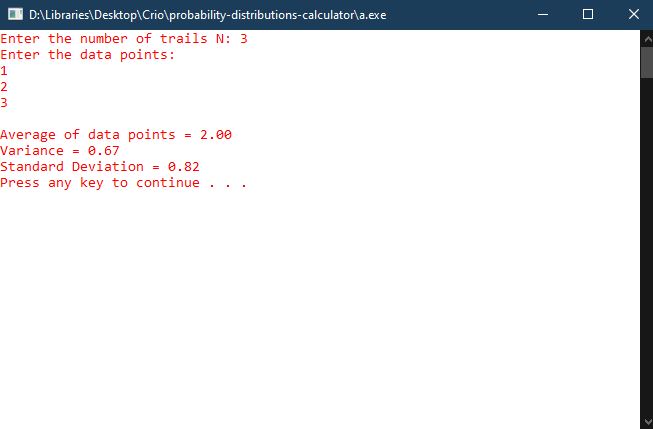 D:\Libraries\Desktop\Crio\probability-distributions-calculator\a.exe
Enter the number of trails N: 3
Enter the data points:
1
2
3
Average of data points = 2.00
Variance = 0.67
Standard Deviation = 0.82
Press any key to continue . . .